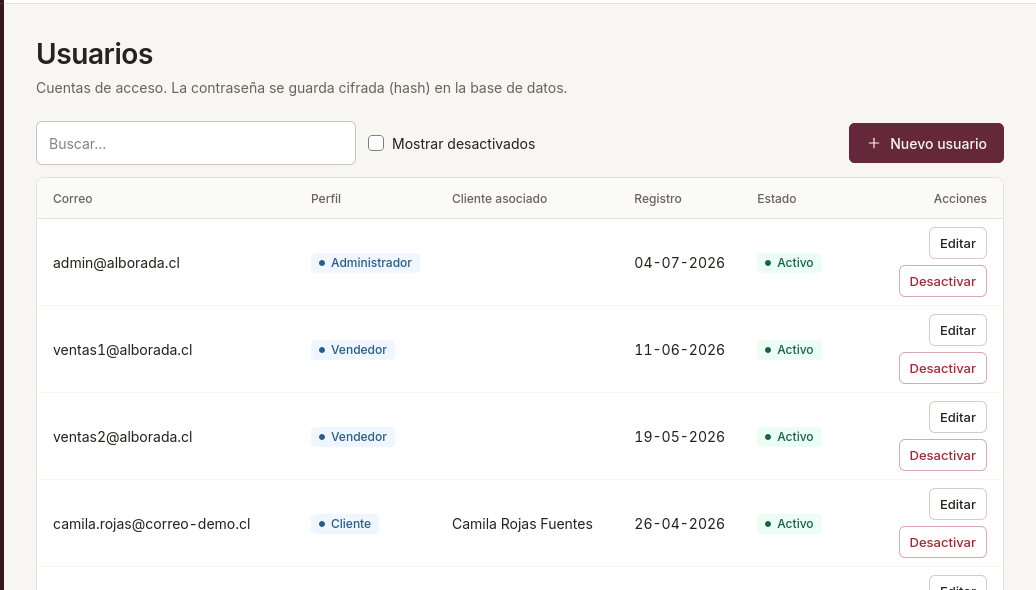 Usuarios
Cuentas de acceso. La contraseña se guarda cifrada (hash) en la base de datos.
Buscar...
Mostrar desactivados
+ Nuevo usuario
Correo Perfil Cliente asociado Registro Estado Acciones
admin@alborada.cl Administrador 04-07-2026 Activo Editar
Desactivar
ventas1@alborada.cl Vendedor 11-06-2026 Activo Editar
Desactivar
ventas2@alborada.cl Vendedor 19-05-2026 Activo Editar
Desactivar
camila.rojas@correo-demo.cl Cliente Camila Rojas Fuentes 26-04-2026 Activo Editar
Desactivar
Editar